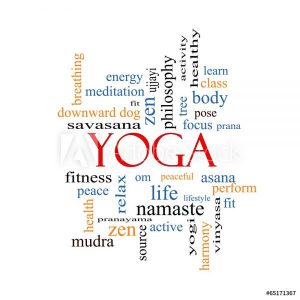 breathing
energy
meditation
fit
downward dog
savasana
zen
ujjayi
philosophy
activity
healthy
learn
class
tree
body
pose
focus prana
YOGA
fitness
peace
relax
om
peaceful
asana
life
lifestyle
perform
fit
health
pranayama
namaste
zen
active
mudra
source
yogi
harmony
vinyasa
#65171367